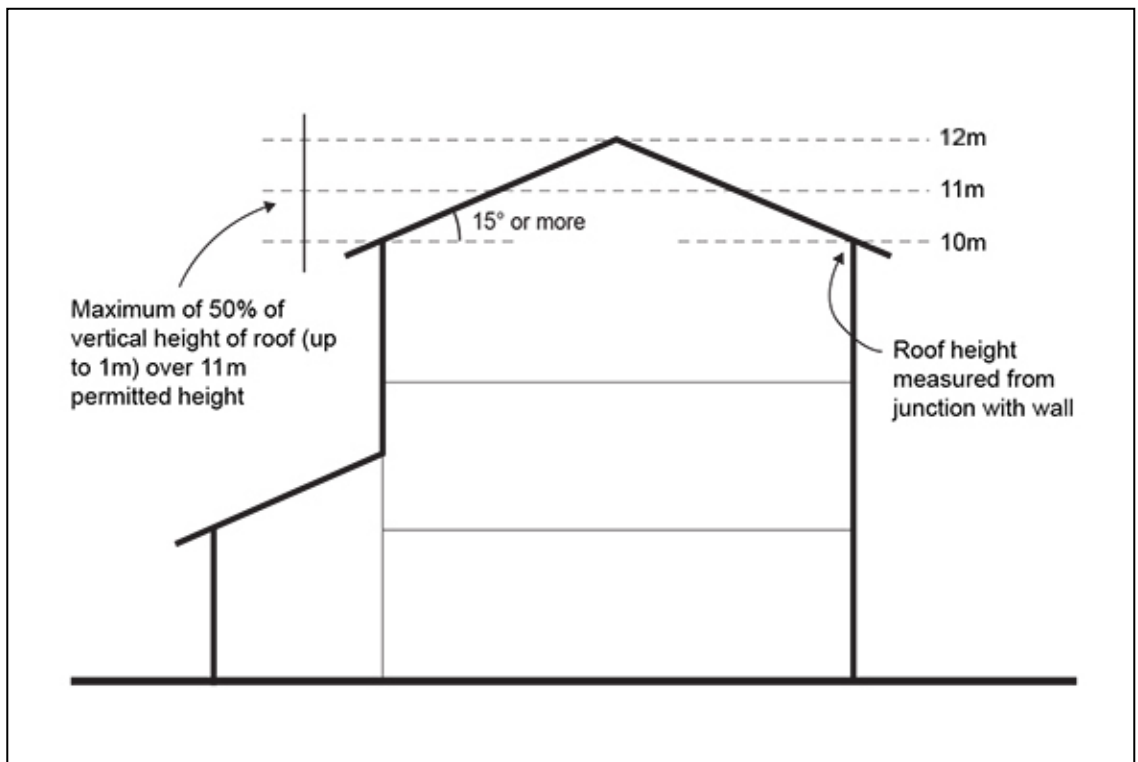 12m
11m
15° or more
10m
Maximum of 50% of
vertical height of roof (up
to 1m) over 11m
permitted height
Roof height
measured from
junction with wall